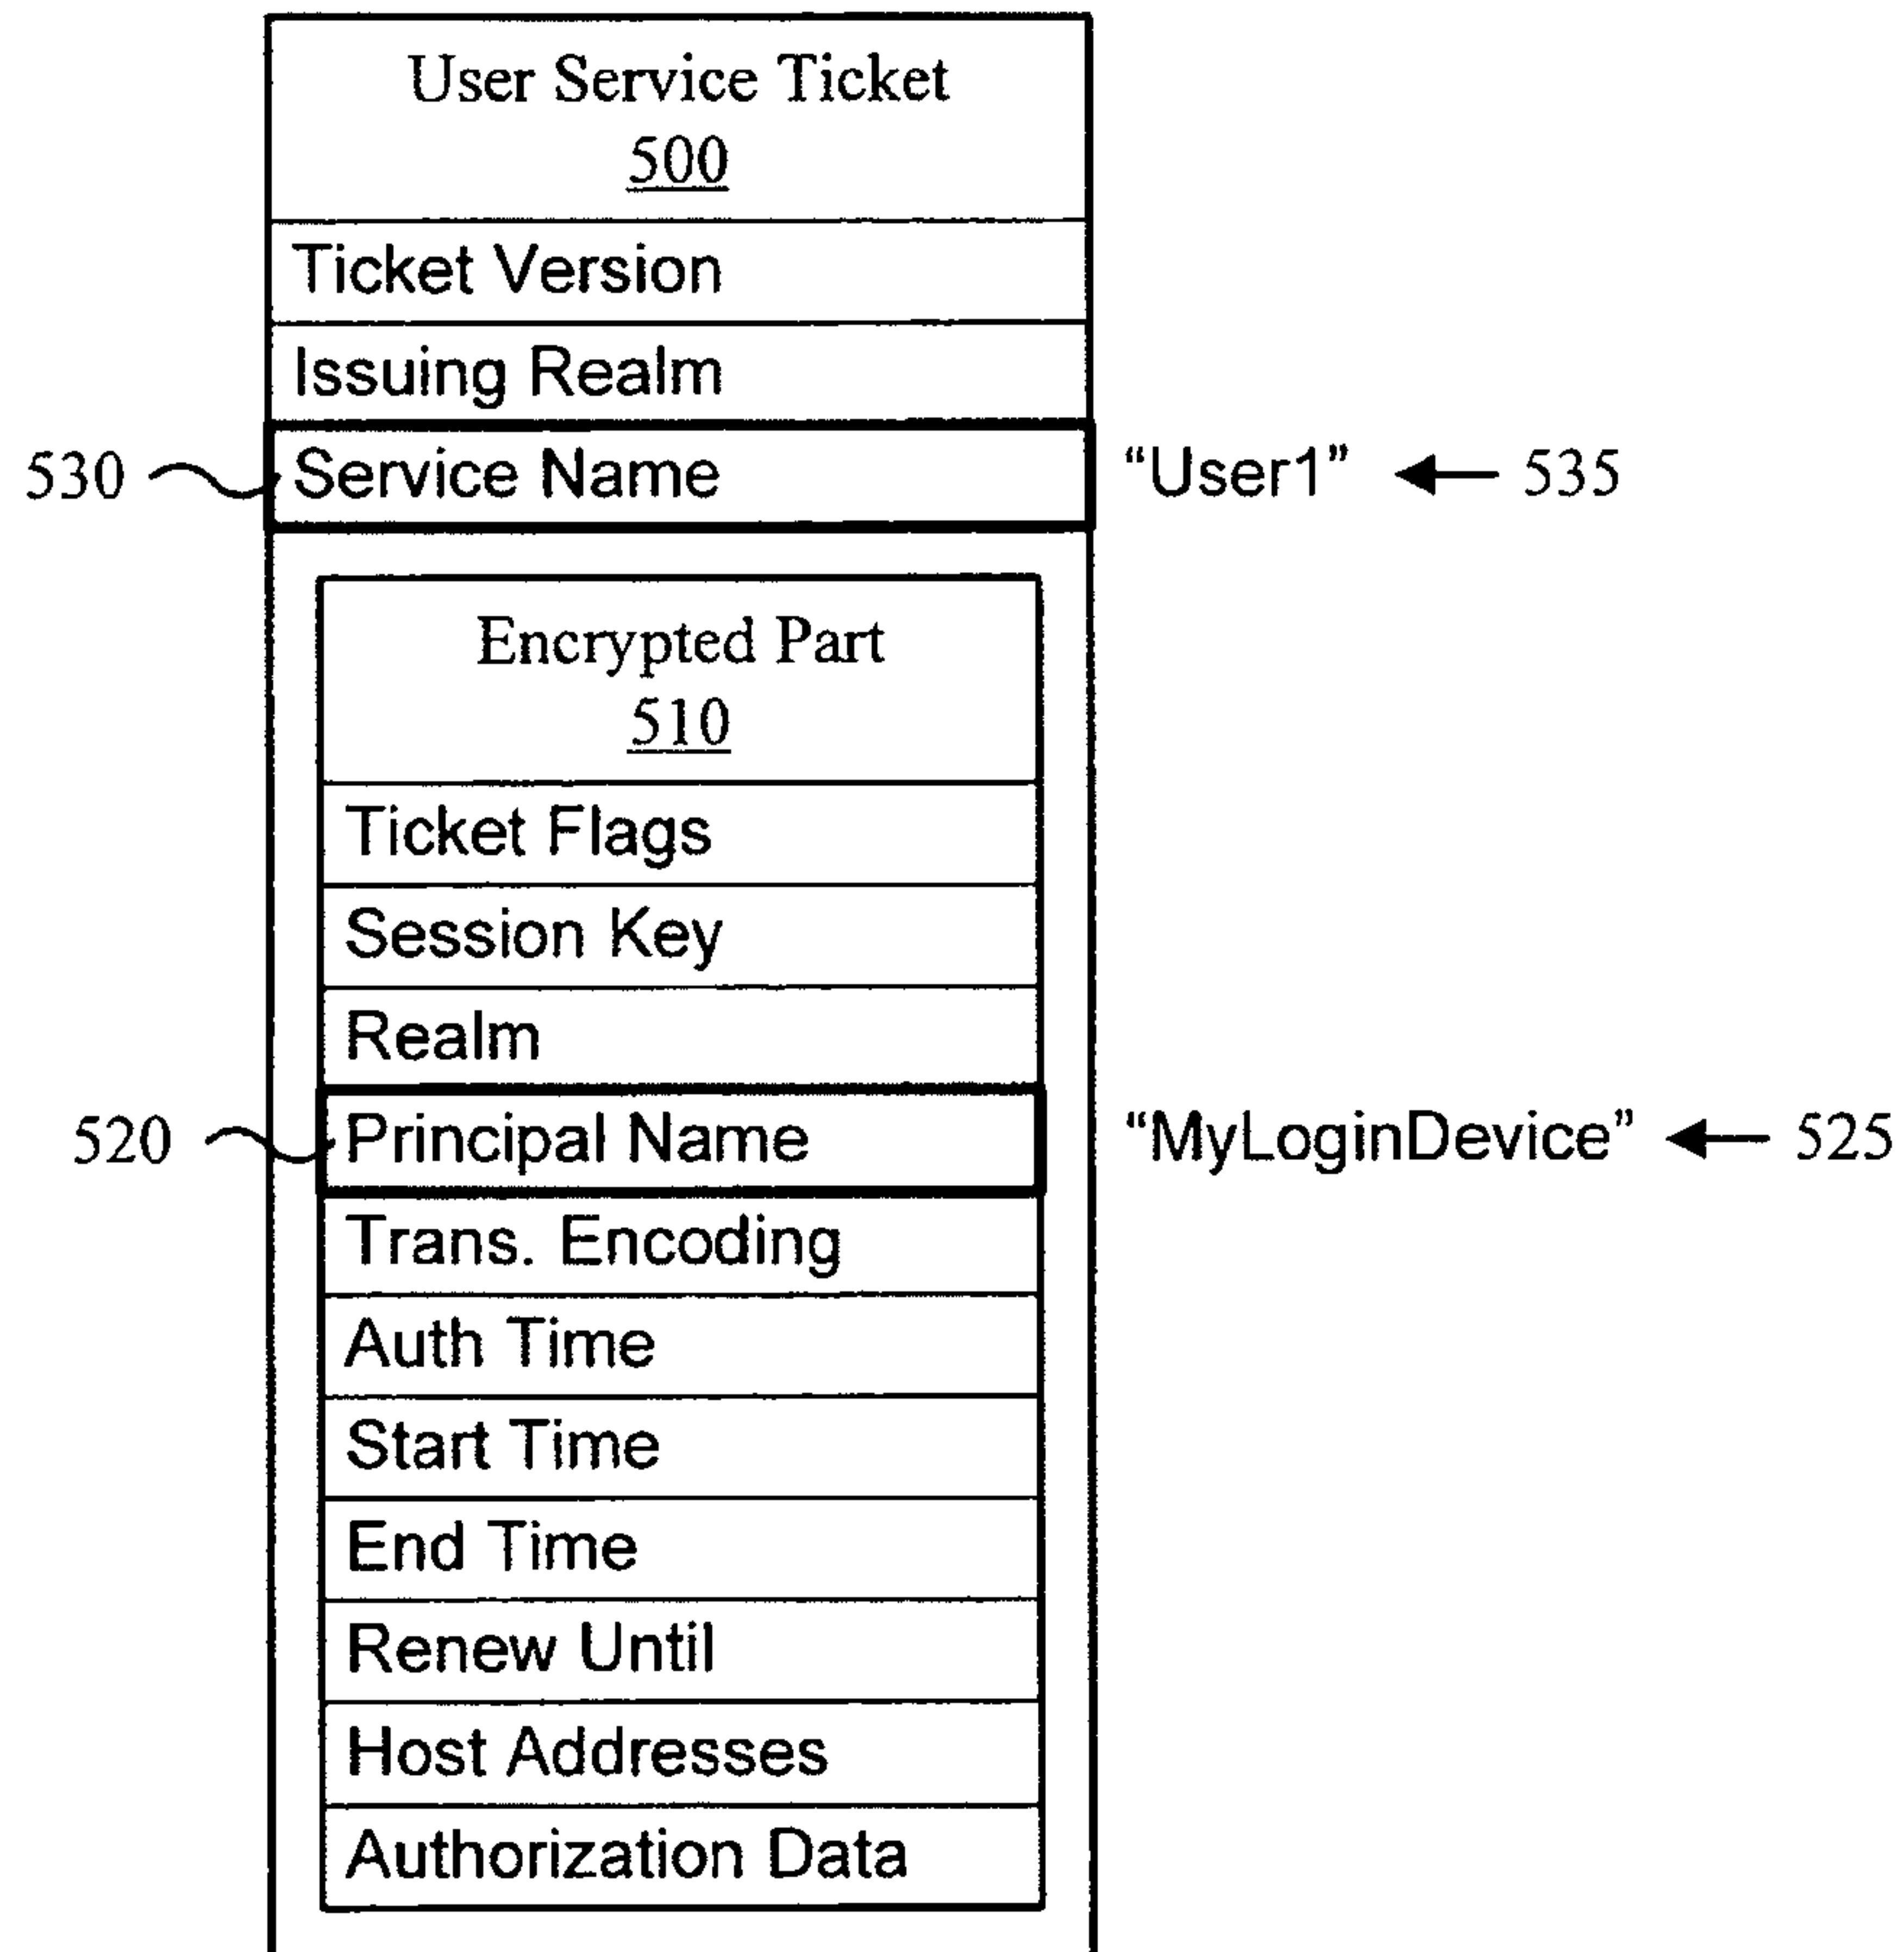 User Service Ticket
500
Ticket Version
Issuing Realm
530 Service Name "User1" 535
Encrypted Part
510
Ticket Flags
Session Key
Realm
520 Principal Name “MyLoginDevice” 525
Trans. Encoding
Auth Time
Start Time
End Time
Renew Until
Host Addresses
Authorization Data